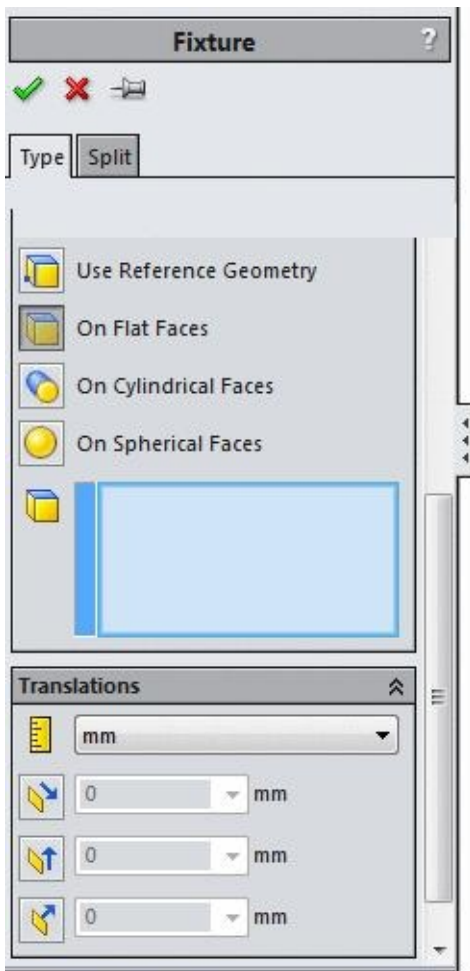 Fixture ?
Type Split
Use Reference Geometry
On Flat Faces
On Cylindrical Faces
On Spherical Faces
Translations
mm
0 mm
0 mm
0 mm